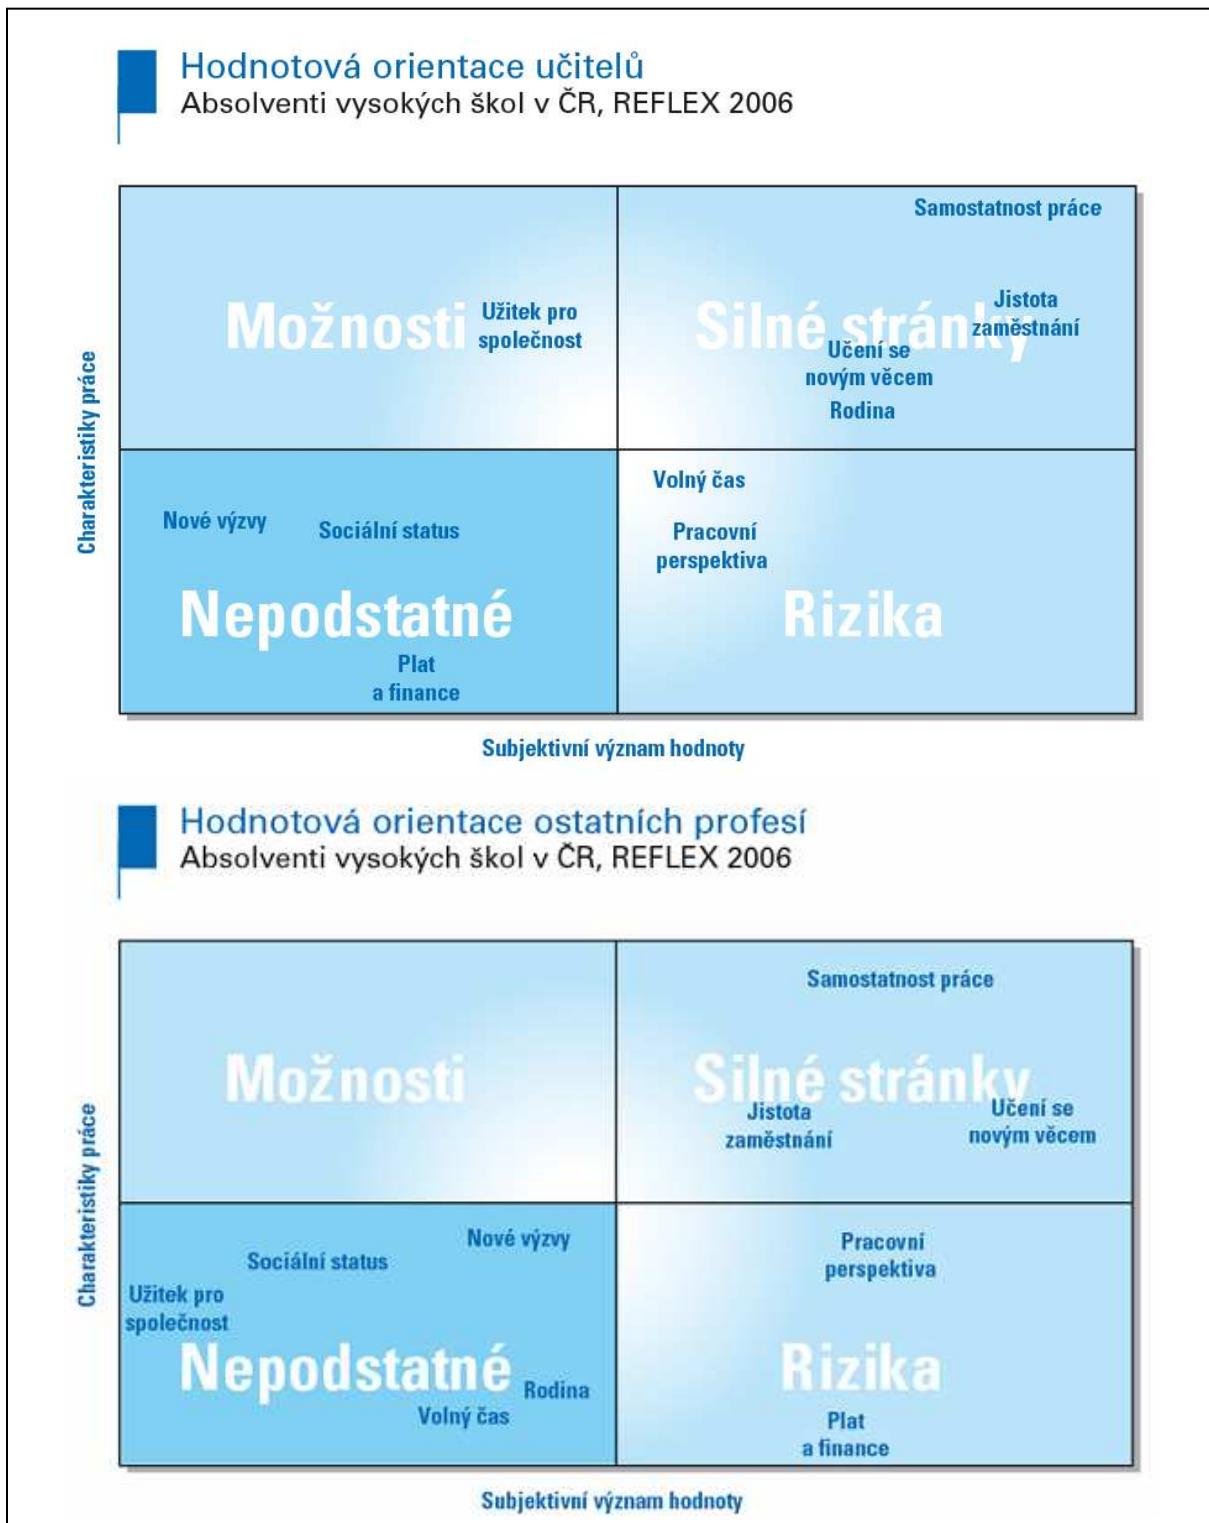 Hodnotová orientace učitelů
Absolventi vysokých škol v ČR, REFLEX 2006
Samostatnost práce
Možnosti
Užitek pro
společnost
Silné stránky
Jistota
zaměstnání
Učení se
novým věcem
Rodina
Charakteristiky práce
Volný čas
Nové výzvy
Sociální status
Pracovní
perspektiva
Nepodstatné
Rizika
Plat
a finance
Subjektivní význam hodnoty
Hodnotová orientace ostatních profesí
Absolventi vysokých škol v ČR, REFLEX 2006
Samostatnost práce
Možnosti
Silné stránky
Jistota
zaměstnání
Učení se
novým věcem
Charakteristiky práce
Nové výzvy
Sociální status
Užitek pro
společnost
Pracovní
perspektiva
Nepodstatné
Rizika
Rodina
Volný čas
Plat
a finance
Subjektivní význam hodnoty